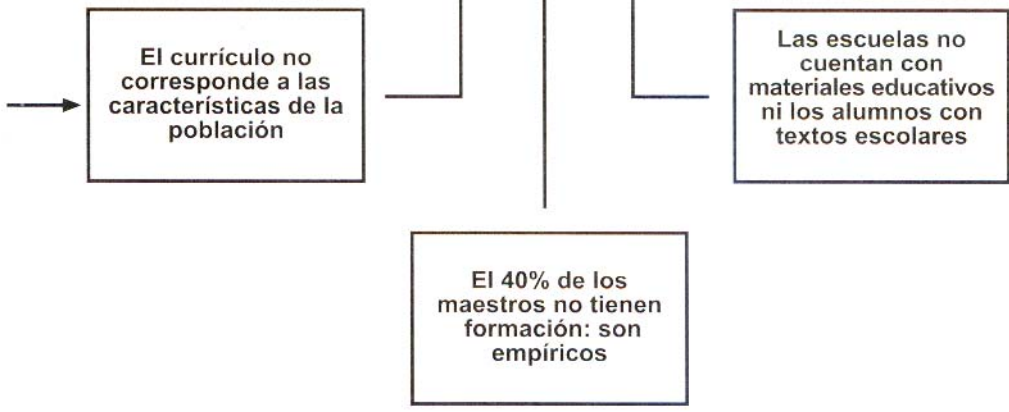 El currículo no
corresponde a las
características de la
población
Las escuelas no
cuentan con
materiales educativos
ni los alumnos con
textos escolares
El 40% de los
maestros no tienen
formación: son
empíricos